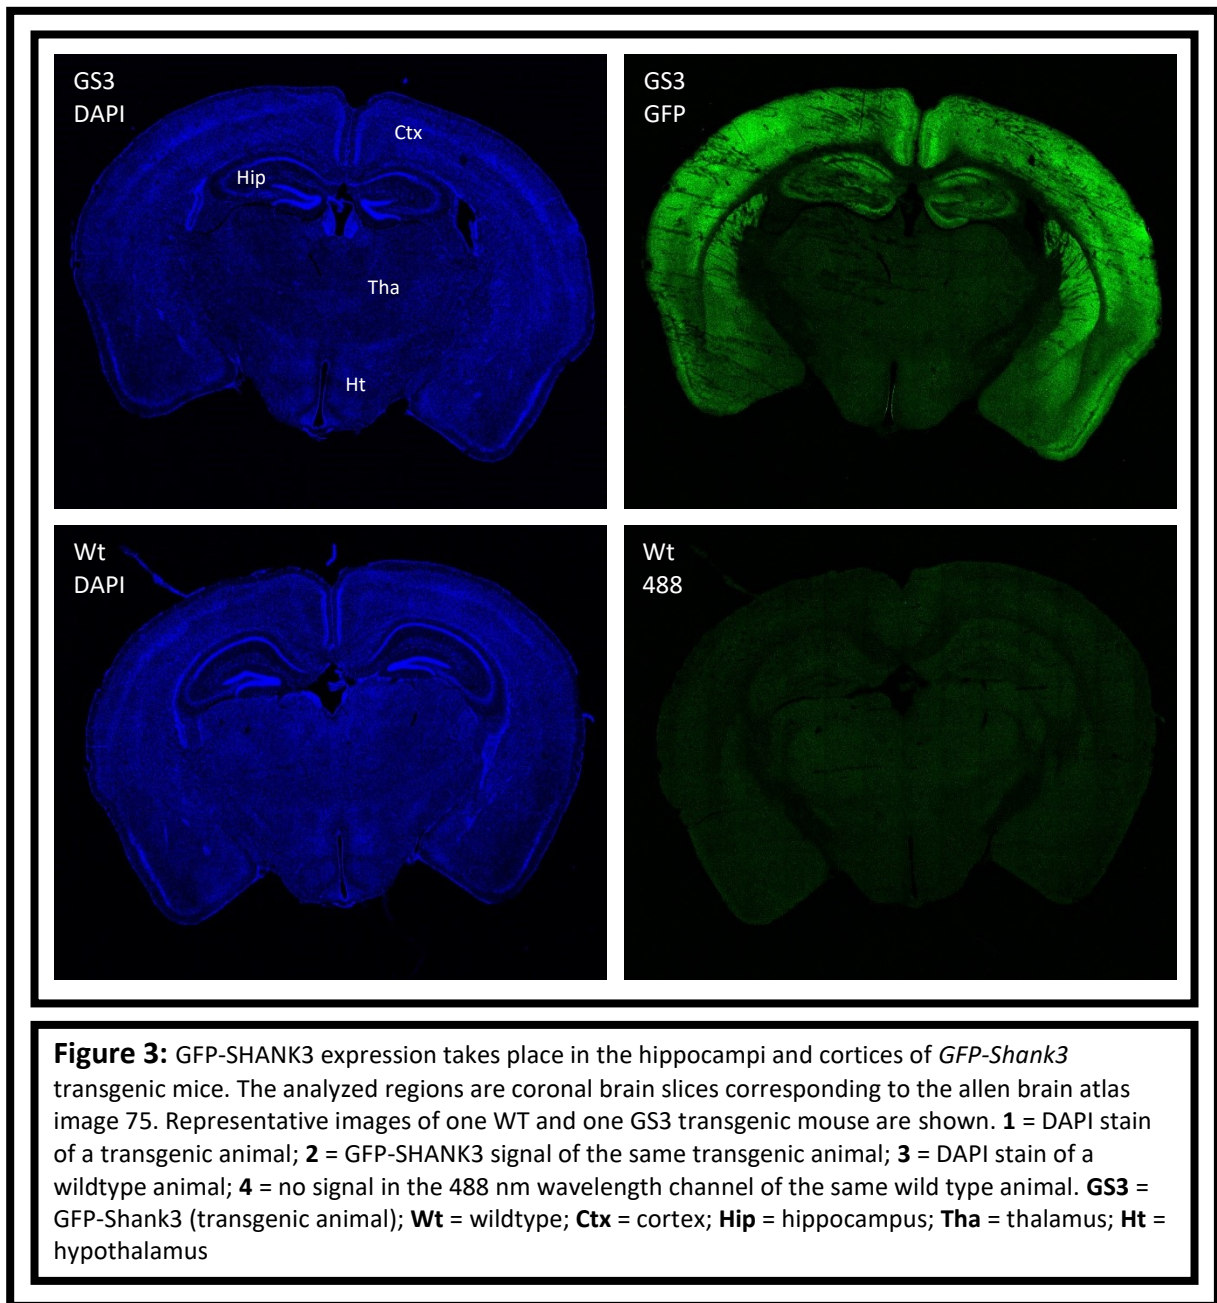 GS3
DAPI
Ctx
Hip
Tha
Ht
GS3
GFP
Wt
DAPI
Wt
488
Figure 3: GFP-SHANK3 expression takes place in the hippocampi and cortices of GFP-Shank3
transgenic mice. The analyzed regions are coronal brain slices corresponding to the allen brain atlas
image 75. Representative images of one WT and one GS3 transgenic mouse are shown. 1 = DAPI stain
of a transgenic animal; 2 = GFP-SHANK3 signal of the same transgenic animal; 3 = DAPI stain of a
wildtype animal; 4 = no signal in the 488 nm wavelength channel of the same wild type animal. GS3 =
GFP-Shank3 (transgenic animal); Wt = wildtype; Ctx = cortex; Hip = hippocampus; Tha = thalamus; Ht =
hypothalamus